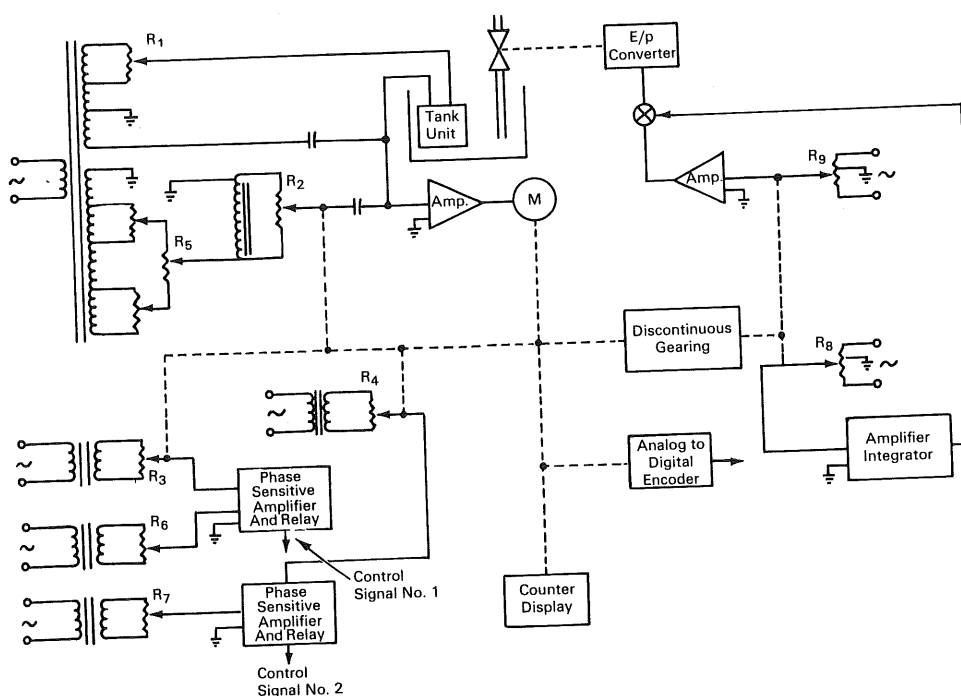 R1
E/p
Converter
Tank
Unit
R9
~
Amp.
~
R2
R5
Amp.
M
Discontinuous
Gearing
R8
~
R4
~
Amplifier
Integrator
Analog to
Digital
Encoder
~
R3
Phase
Sensitive
Amplifier
And Relay
R6
~
Control
Signal No. 1
R7
~
Phase
Sensitive
Amplifier
And Relay
Counter
Display
Control
Signal No. 2